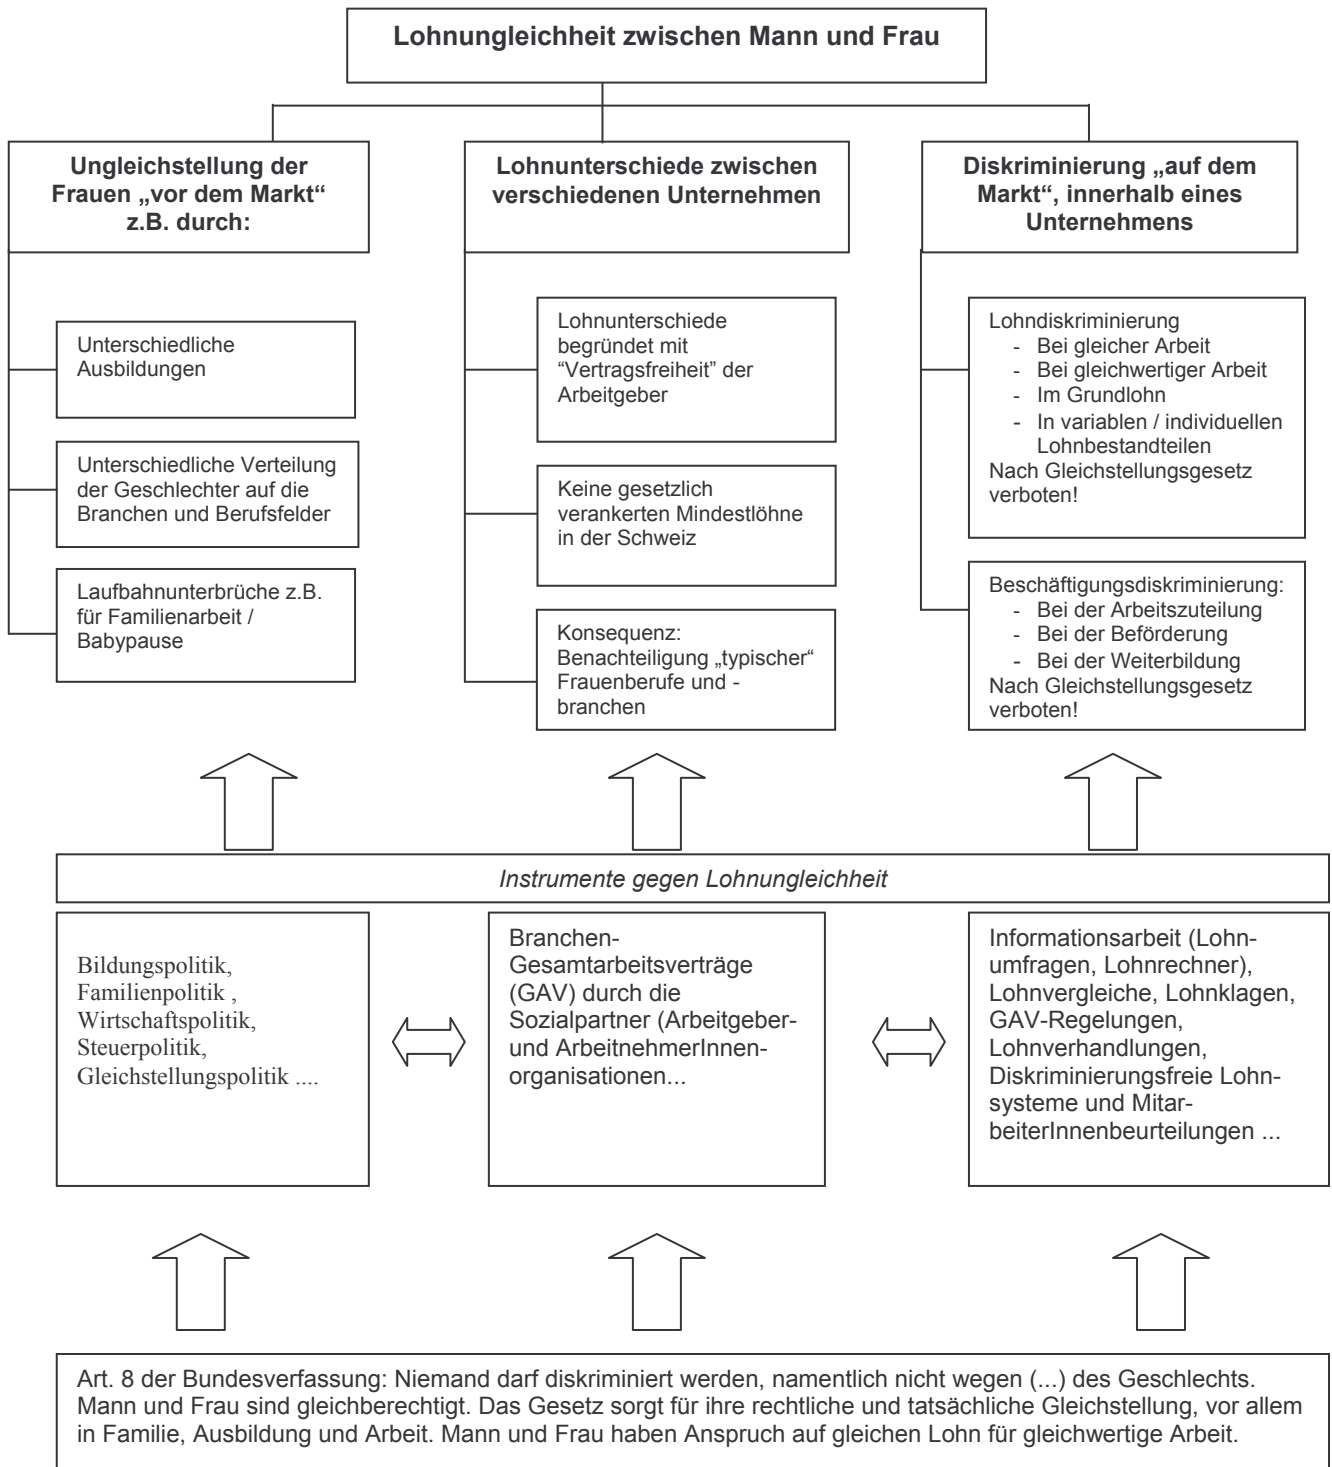 Lohnungleichheit zwischen Mann und Frau
Ungleichstellung der
Frauen „vor dem Markt“
z.B. durch:
Unterschiedliche
Ausbildungen
Unterschiedliche Verteilung
der Geschlechter auf die
Branchen und Berufsfelder
Laufbahnunterbrüche z.B.
für Familienarbeit /
Babypause
Lohnunterschiede zwischen
verschiedenen Unternehmen
Lohnunterschiede
begründet mit
“Vertragsfreiheit” der
Arbeitgeber
Keine gesetzlich
verankerten Mindestlöhne
in der Schweiz
Konsequenz:
Benachteiligung „typischer“
Frauenberufe und -
branchen
Diskriminierung „auf dem
Markt“, innerhalb eines
Unternehmens
Lohndiskriminierung
- Bei gleicher Arbeit
- Bei gleichwertiger Arbeit
- Im Grundlohn
- In variablen / individuellen
Lohnbestandteilen
Nach Gleichstellungsgesetz
verboten!
Beschäftigungsdiskriminierung:
- Bei der Arbeitszuteilung
- Bei der Beförderung
- Bei der Weiterbildung
Nach Gleichstellungsgesetz
verboten!
Instrumente gegen Lohnungleichheit
Bildungspolitik,
Familienpolitik ,
Wirtschaftspolitik,
Steuerpolitik,
Gleichstellungspolitik ....
Branchen-
Gesamtarbeitsverträge
(GAV) durch die
Sozialpartner (Arbeitgeber-
und ArbeitnehmerInnen-
organisationen...
Informationsarbeit (Lohn-
umfragen, Lohnrechner),
Lohnvergleiche, Lohnklagen,
GAV-Regelungen,
Lohnverhandlungen,
Diskriminierungsfreie Lohn-
systeme und Mitar-
beiterInnenbeurteilungen ...
Art. 8 der Bundesverfassung: Niemand darf diskriminiert werden, namentlich nicht wegen (...) des Geschlechts.
Mann und Frau sind gleichberechtigt. Das Gesetz sorgt für ihre rechtliche und tatsächliche Gleichstellung, vor allem
in Familie, Ausbildung und Arbeit. Mann und Frau haben Anspruch auf gleichen Lohn für gleichwertige Arbeit.